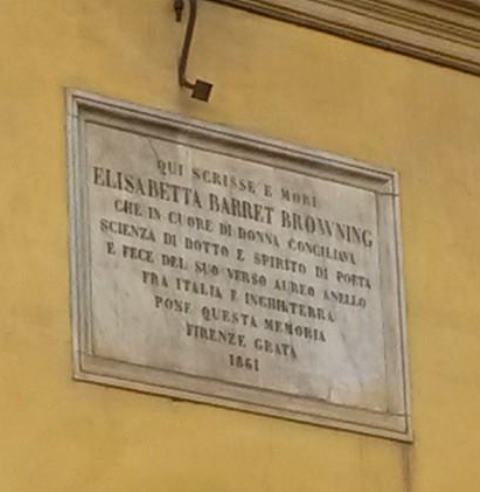 QUI SCRISSE E MORI
ELISABETTA BARRET BROWNING
CHE IN CUORE DI DONNA CONCILIAVA
SCIENZA DI DOTTO E SPIRITO DI POETA
E FECE DEL SUO VERSO AUREO ANELLO
FRA ITALIA E INGHILTERRA
PONE QUESTA MEMORIA
FIRENZE GRATA
1861